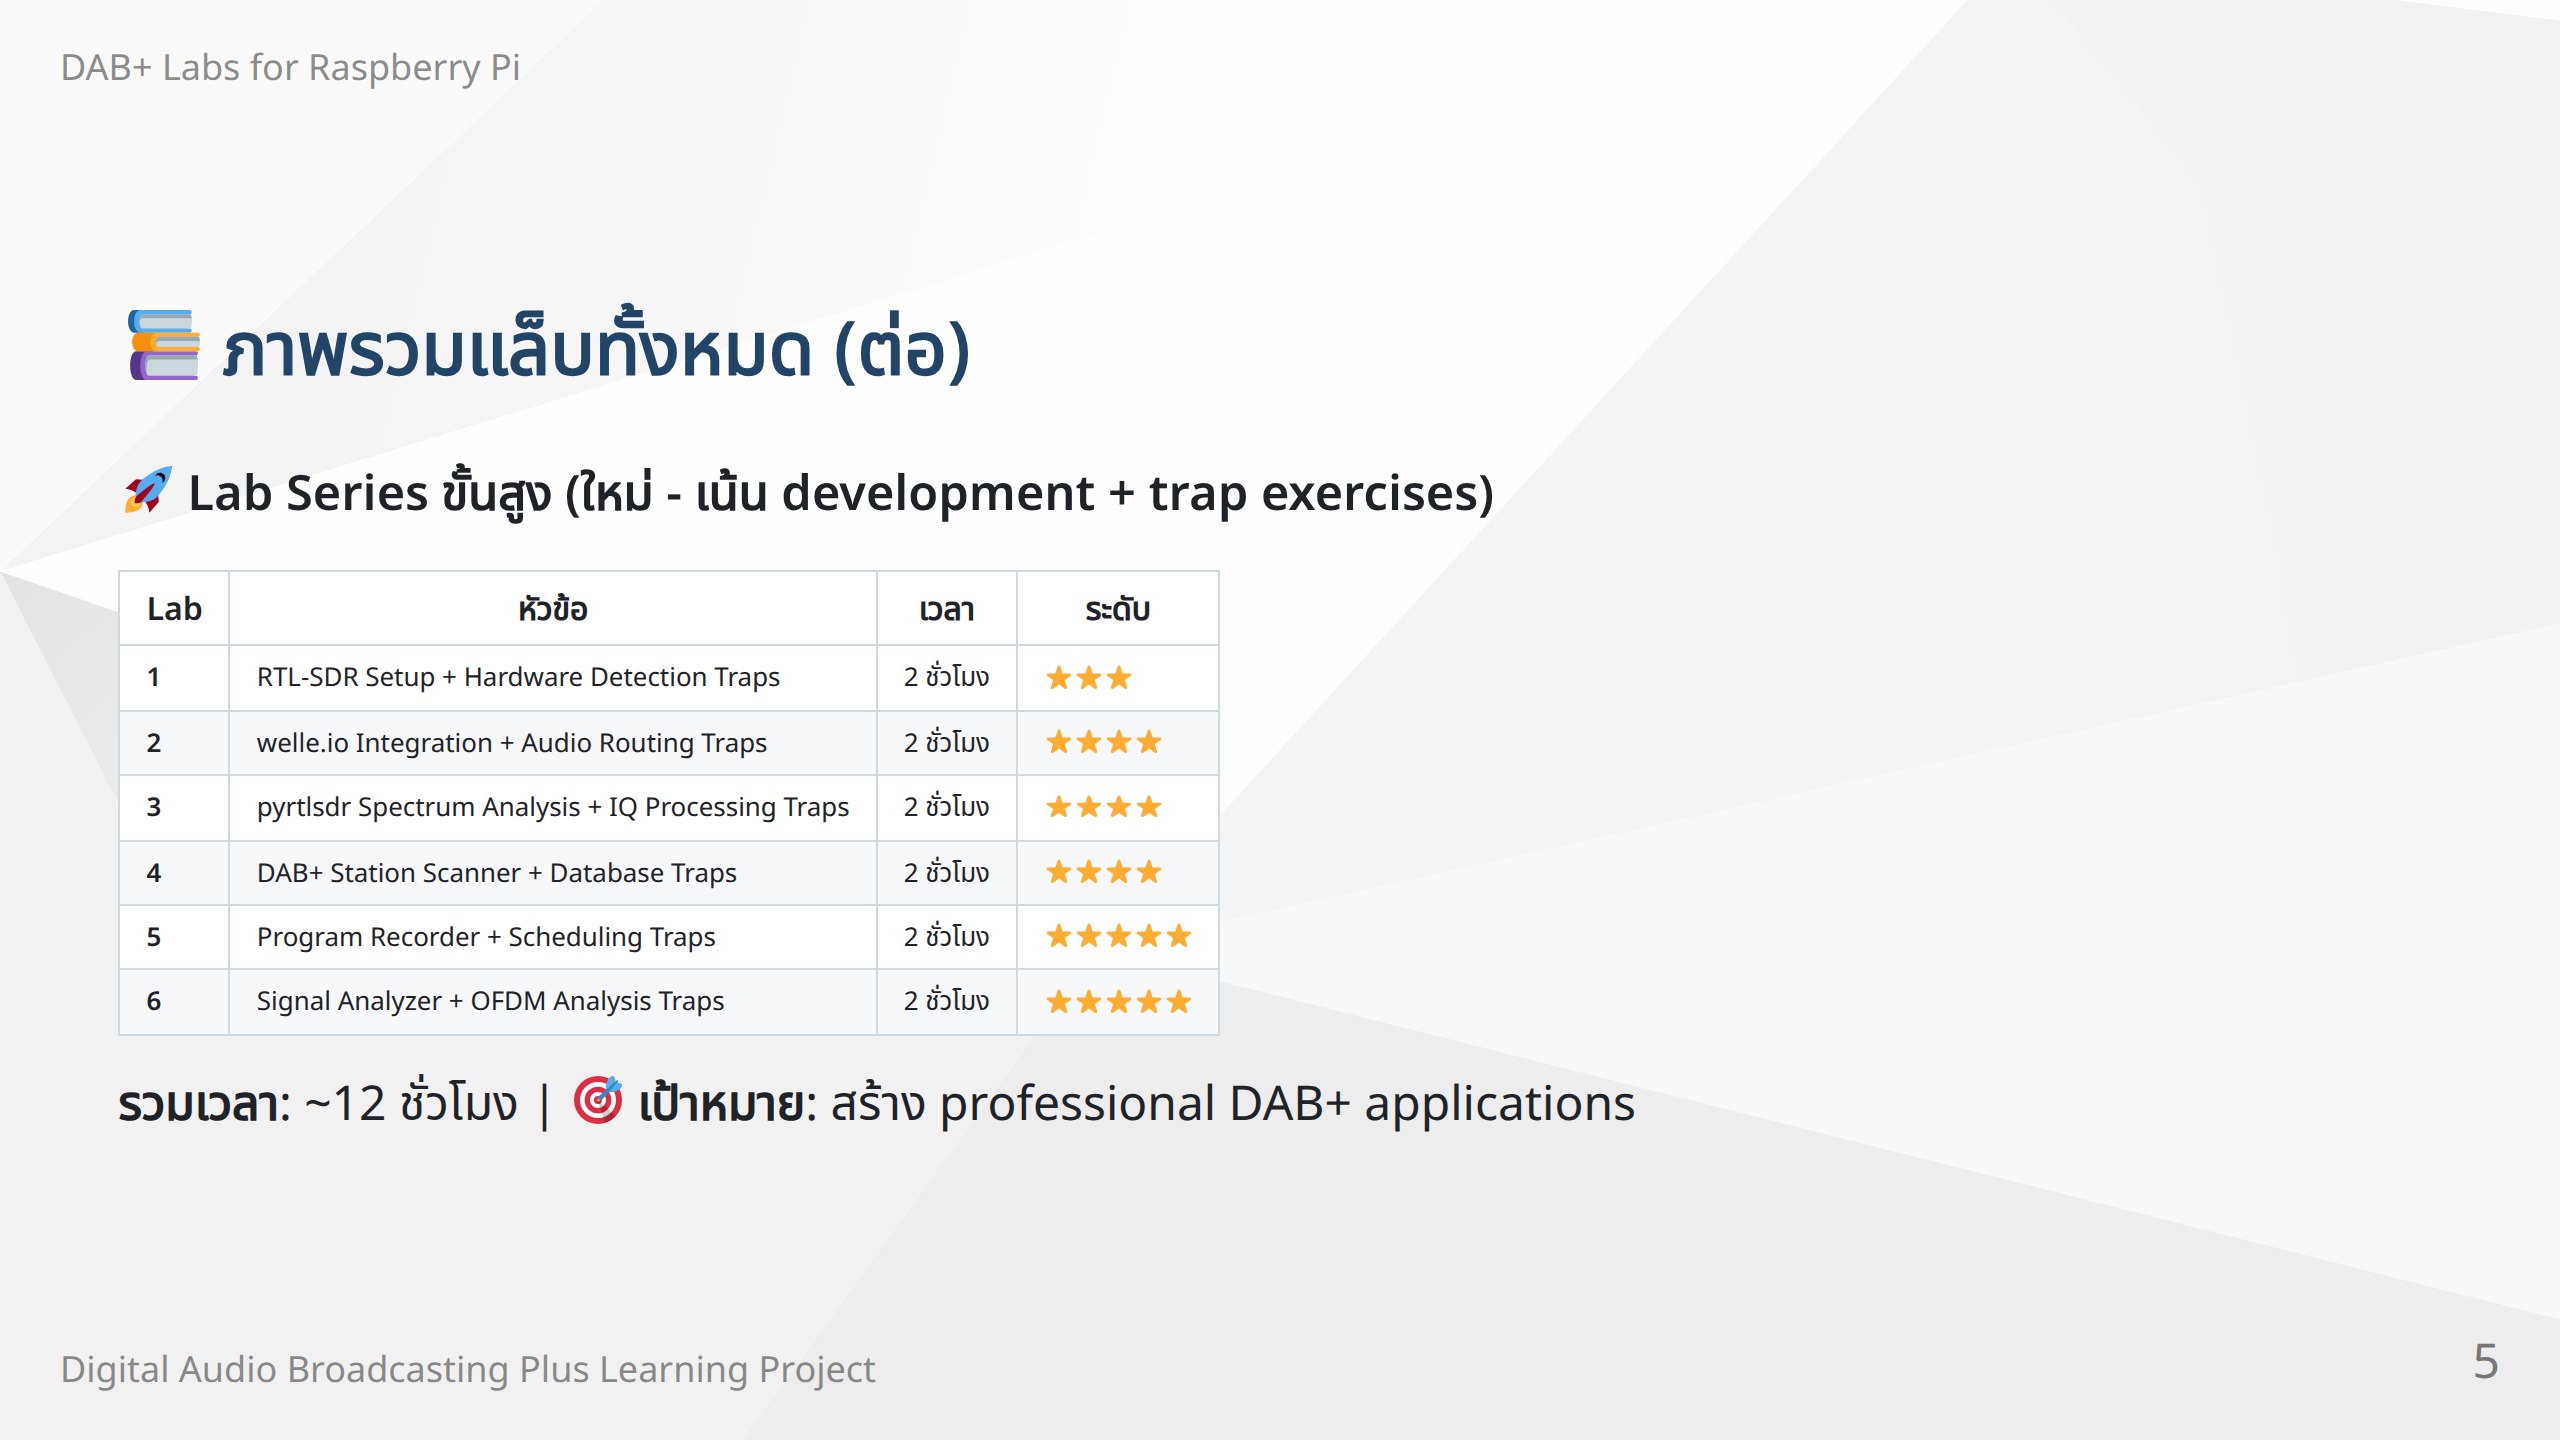 DAB+ Labs for Raspberry Pi
📚 ภาพรวมแล็บทั้งหมด (ต่อ)
🚀 Lab Series ขั้นสูง (ใหม่ - เน้น development + trap exercises)
Lab หัวข้อ เวลา ระดับ
1 RTL-SDR Setup + Hardware Detection Traps 2 ชั่วโมง ⭐⭐⭐
2 welle.io Integration + Audio Routing Traps 2 ชั่วโมง ⭐⭐⭐⭐
3 pyrtlsdr Spectrum Analysis + IQ Processing Traps 2 ชั่วโมง ⭐⭐⭐⭐
4 DAB+ Station Scanner + Database Traps 2 ชั่วโมง ⭐⭐⭐⭐
5 Program Recorder + Scheduling Traps 2 ชั่วโมง ⭐⭐⭐⭐⭐
6 Signal Analyzer + OFDM Analysis Traps 2 ชั่วโมง ⭐⭐⭐⭐⭐
รวมเวลา: ~12 ชั่วโมง | 🎯 เป้าหมาย: สร้าง professional DAB+ applications
Digital Audio Broadcasting Plus Learning Project
5